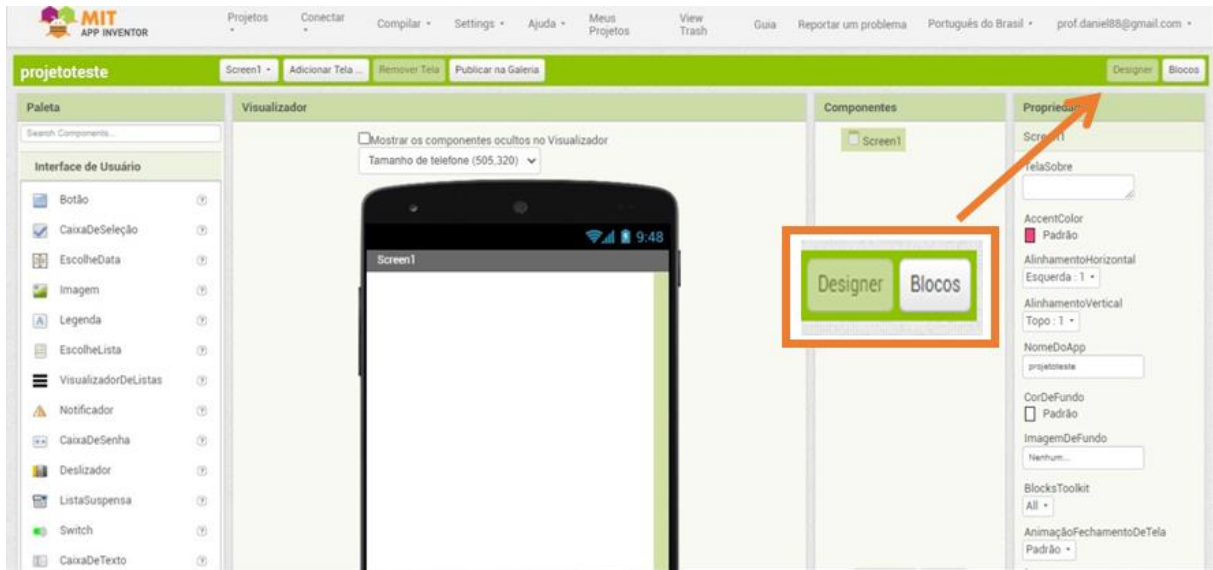 MIT
APP INVENTOR
Projetos
Conectar
Compilar
Settings
Ajuda
Meus
Projetos
View
Trash
Guia
Reportar um problema
Português do Brasil
prof.daniel88@gmail.com
projetoteste
Screen1
Adicionar Tela ...
Remover Tela
Publicar na Galeria
Designer
Blocos
Paleta
Search Components...
Interface de Usuário
Botão
CaixaDeSeleção
EscolheData
Imagem
Legenda
EscolheLista
VisualizadorDeListas
Notificador
CaixaDeSenha
Deslizador
ListaSuspensa
Switch
CaixaDeTexto
Visualizador
Mostrar os componentes ocultos no Visualizador
Tamanho de telefone (505,320)
9:48
Screen1
Componentes
Screen1
Designer
Blocos
TelaSobre
AccentColor
Padrão
AlinhamentoHorizontal
Esquerda : 1
AlinhamentoVertical
Topo : 1
NomeDoApp
projetoteste
CorDeFundo
Padrão
ImagemDeFundo
Nenhum...
BlocksToolkit
All
AnimaçãoFechamentoDeTela
Padrão